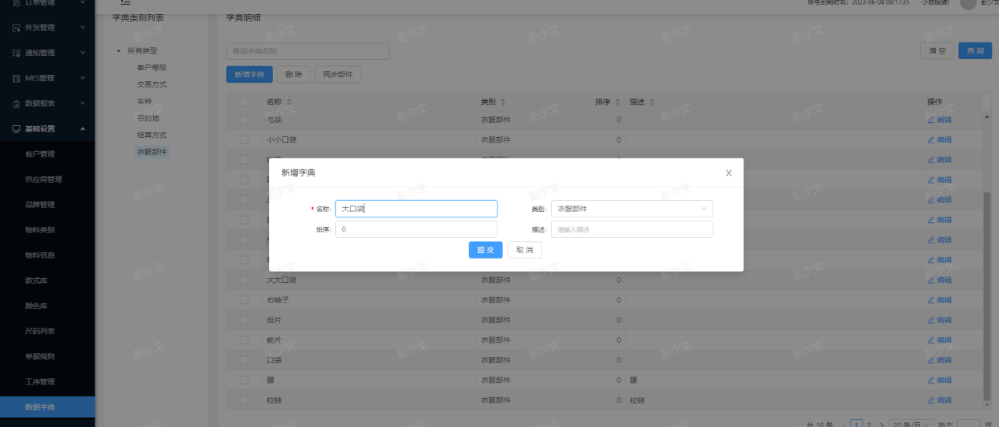 订单管理
账号到期时间：2023-06-08 09:17:35
彭少文
字典类别列表
字典明细
外发管理
通知管理
MES管理
数据报表
基础设置
客户管理
供应商管理
品牌管理
物料类别
物料信息
款式库
颜色库
尺码列表
单据规则
工序管理
数据字典
所有类型
客户等级
交易方式
车种
目的地
结算方式
衣服部件
查询字典名称
清 空
查 询
新增字典
删 除
同步部件
名称 类别 排序 描述 操作
毛领 衣服部件 0 编辑
小小口袋 衣服部件 0 编辑
编辑
编辑
编辑
编辑
编辑
编辑
新增字典
* 名称: 大口袋
类别: 衣服部件
排序: 0
描述: 请输入描述
提 交
取 消
大大口袋 衣服部件 0 编辑
右袖子 衣服部件 0 编辑
后片 衣服部件 0 编辑
前片 衣服部件 0 编辑
口袋 衣服部件 0 编辑
腰 衣服部件 0 腰 编辑
拉链 衣服部件 0 拉链 编辑
共 30 条 < 1 2 > 20 条/页 跳至 页